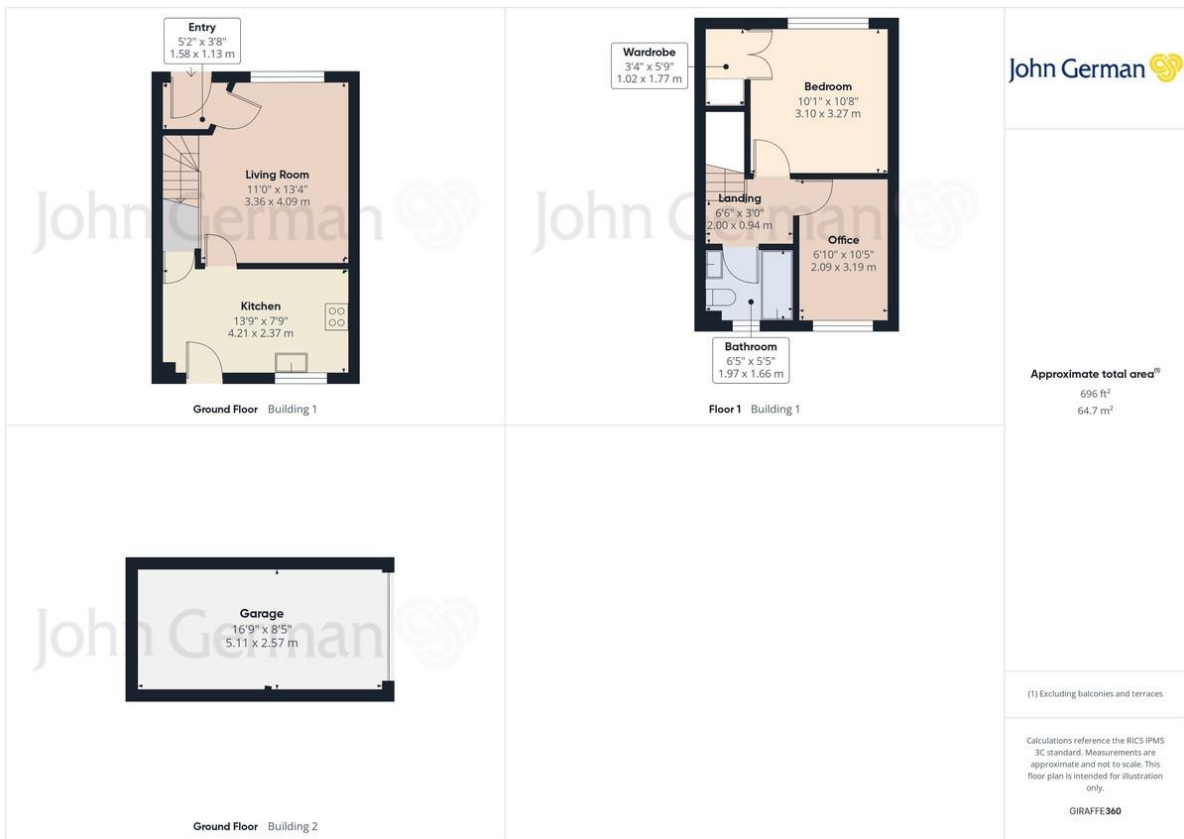 Entry
5'2" x 3'8"
1.58 x 1.13 m
Living Room
11'0" x 13'4"
3.36 x 4.09 m
Kitchen
13'9" x 7'9"
4.21 x 2.37 m
John German
Ground Floor Building 1
Wardrobe
3'4" x 5'9"
1.02 x 1.77 m
Bedroom
10'1" x 10'8"
3.10 x 3.27 m
Landing
6'6" x 3'0"
2.00 x 0.94 m
Office
6'10" x 10'5"
2.09 x 3.19 m
Bathroom
6'5" x 5'5"
1.97 x 1.66 m
John German
Floor 1 Building 1
Garage
16'9" x 8'5"
5.11 x 2.57 m
John German
Ground Floor Building 2
John German
Approximate total area(1)
696 ft²
64.7 m²
(1) Excluding balconies and terraces
Calculations reference the RICS IPMS
3C standard. Measurements are
approximate and not to scale. This
floor plan is intended for illustration
only.
GIRAFFE360